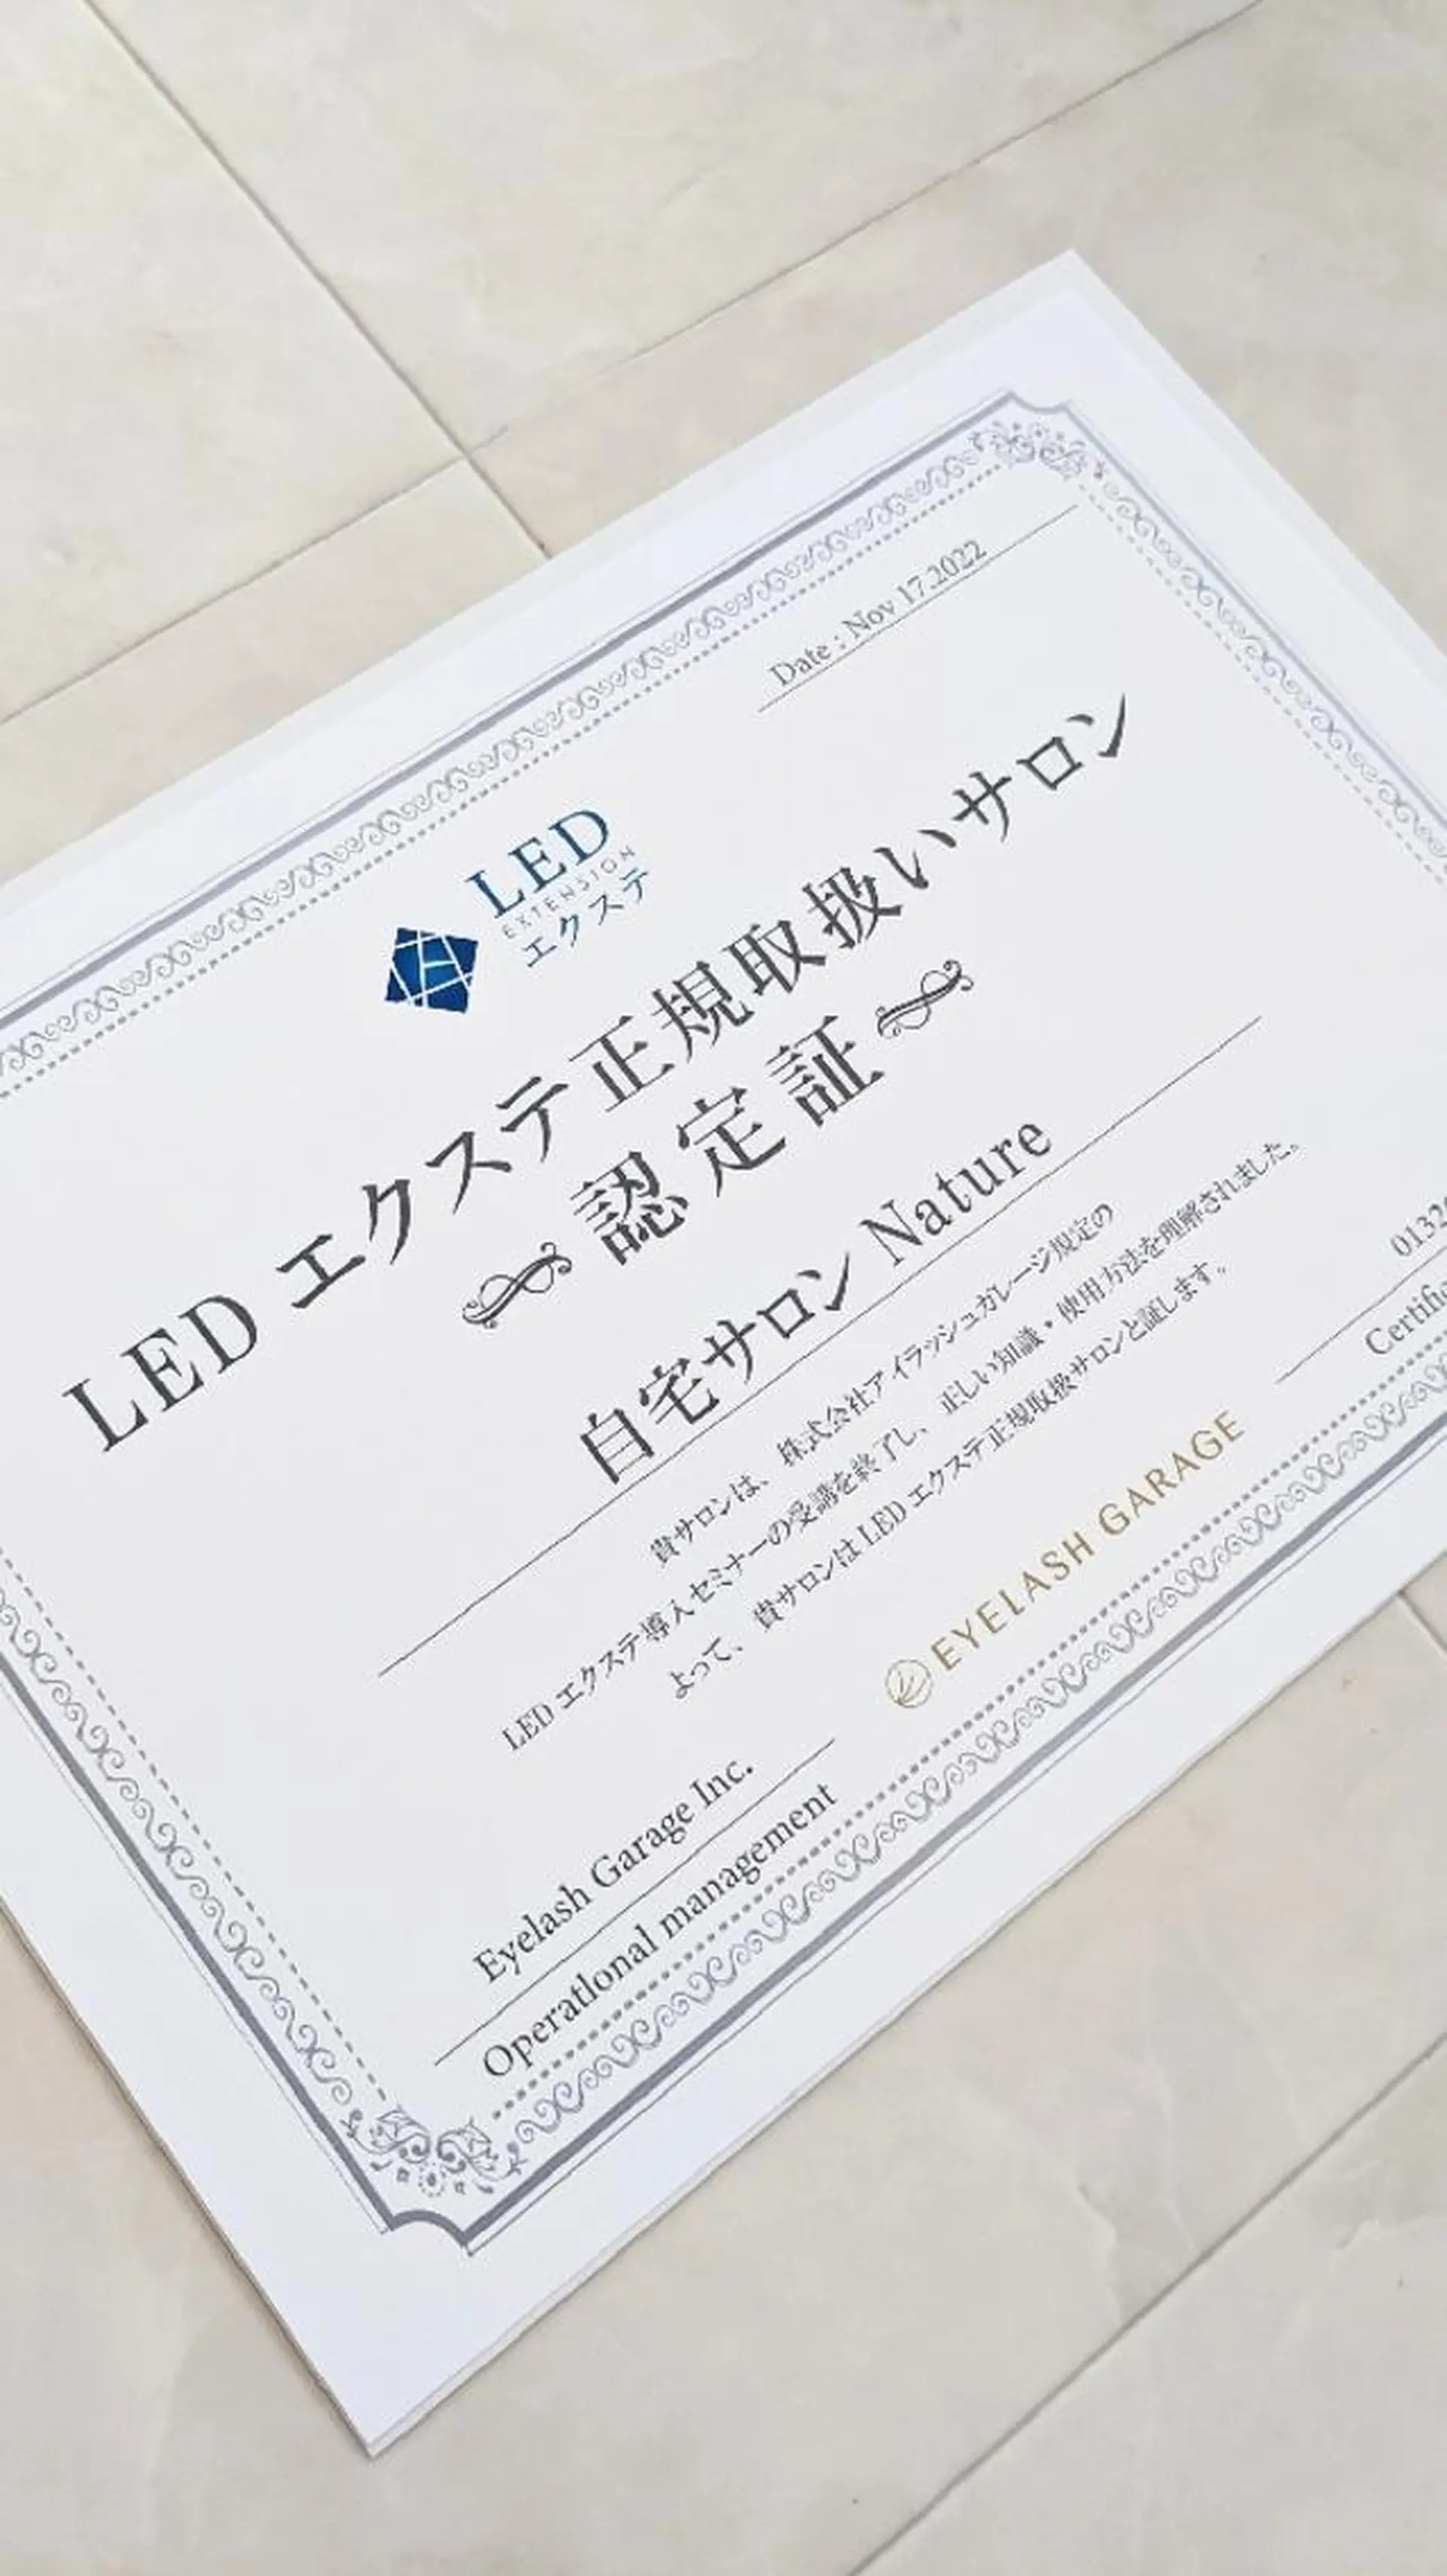 Date : Nov 17.2022
LED
EXTENSION
エクステ
LED エクステ正規取扱いサロン
認定証
自宅サロン Nature
貴サロンは、株式会社アイラッシュガレージ規定の
LED エクステ導入セミナーの受講を終了し、正しい知識・使用方法を理解されました。
よって、貴サロンは LED エクステ正規取扱サロンと証します。
Eyelash Garage Inc.
Operatlonal management
EYELASH GARAGE
0132
Certific